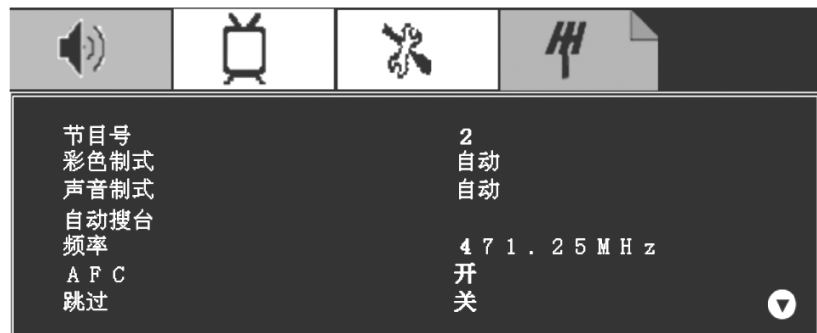 节目号 2
彩色制式 自动
声音制式 自动
自动搜台
频率 471.25MHz
AFC 开
跳过 关